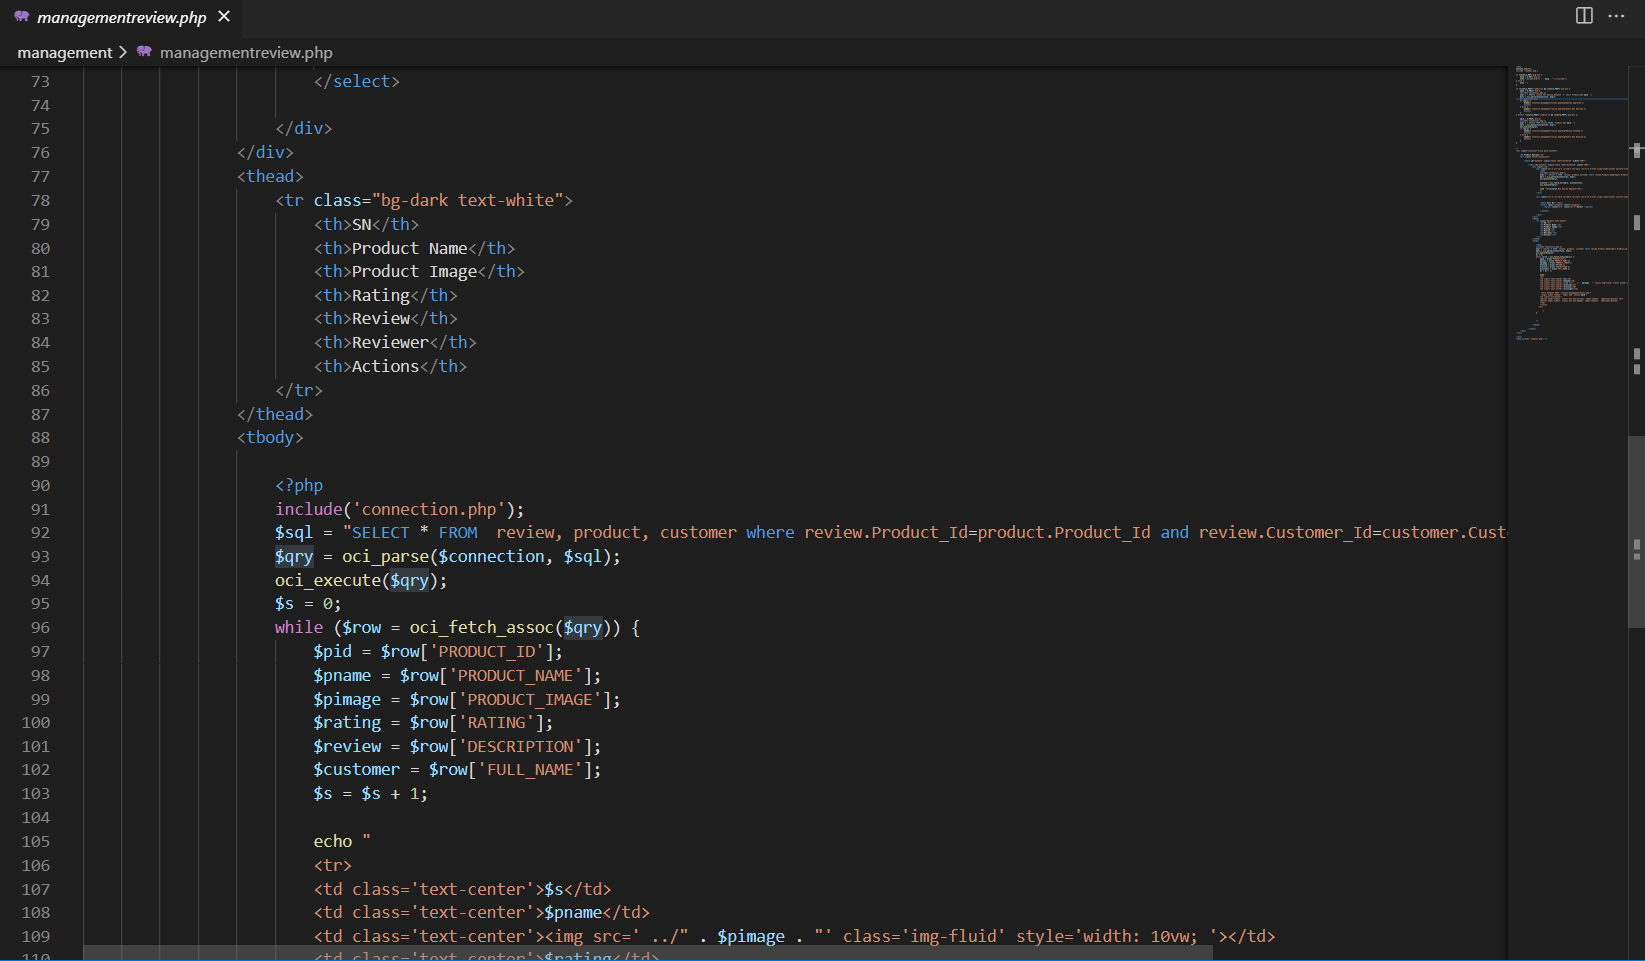 managementreview.php
management > managementreview.php
73 </select>
74
75 </div>
76 </div>
77 <thead>
78 <tr class="bg-dark text-white">
79 <th>SN</th>
80 <th>Product Name</th>
81 <th>Product Image</th>
82 <th>Rating</th>
83 <th>Review</th>
84 <th>Reviewer</th>
85 <th>Actions</th>
86 </tr>
87 </thead>
88 <tbody>
89
90 <?php
91 include('connection.php');
92 $sql = "SELECT * FROM  review, product, customer where review.Product_Id=product.Product_Id and review.Customer_Id=customer.Cust
93 $qry = oci_parse($connection, $sql);
94 oci_execute($qry);
95 $s = 0;
96 while ($row = oci_fetch_assoc($qry)) {
97 $pid = $row['PRODUCT_ID'];
98 $pname = $row['PRODUCT_NAME'];
99 $pimage = $row['PRODUCT_IMAGE'];
100 $rating = $row['RATING'];
101 $review = $row['DESCRIPTION'];
102 $customer = $row['FULL_NAME'];
103 $s = $s + 1;
104
105 echo "
106 <tr>
107 <td class='text-center'>$s</td>
108 <td class='text-center'>$pname</td>
109 <td class='text-center'><img src=' ../" . $pimage . "' class='img-fluid' style='width: 10vw; '></td>
110 <td class='text-center'>$rating</td>